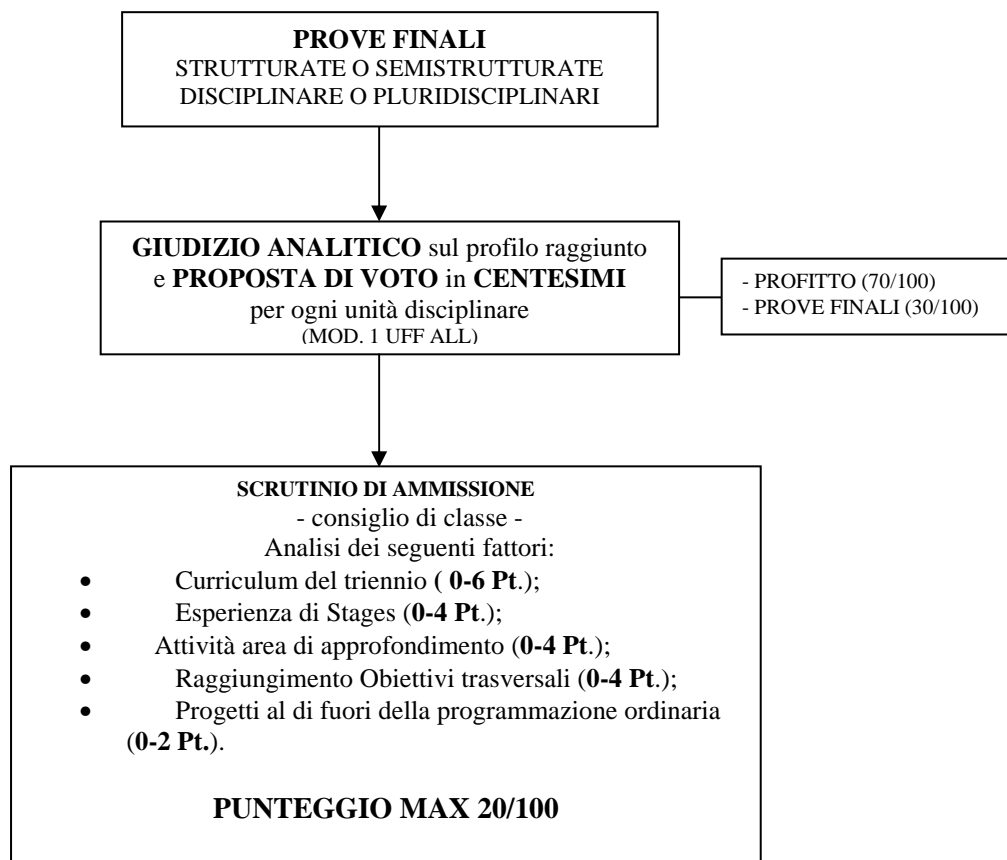 PROVE FINALI
STRUTTURATE O SEMISTRUTTURATE
DISCIPLINARE O PLURIDISCIPLINARI
GIUDIZIO ANALITICO sul profilo raggiunto
e PROPOSTA DI VOTO in CENTESIMI
per ogni unità disciplinare
(MOD. 1 UFF ALL)
- PROFITTO (70/100)
- PROVE FINALI (30/100)
SCRUTINIO DI AMMISSIONE
- consiglio di classe -
Analisi dei seguenti fattori:
• Curriculum del triennio ( 0-6 Pt.);
• Esperienza di Stages (0-4 Pt.);
• Attività area di approfondimento (0-4 Pt.);
• Raggiungimento Obiettivi trasversali (0-4 Pt.);
• Progetti al di fuori della programmazione ordinaria
(0-2 Pt.).
PUNTEGGIO MAX 20/100